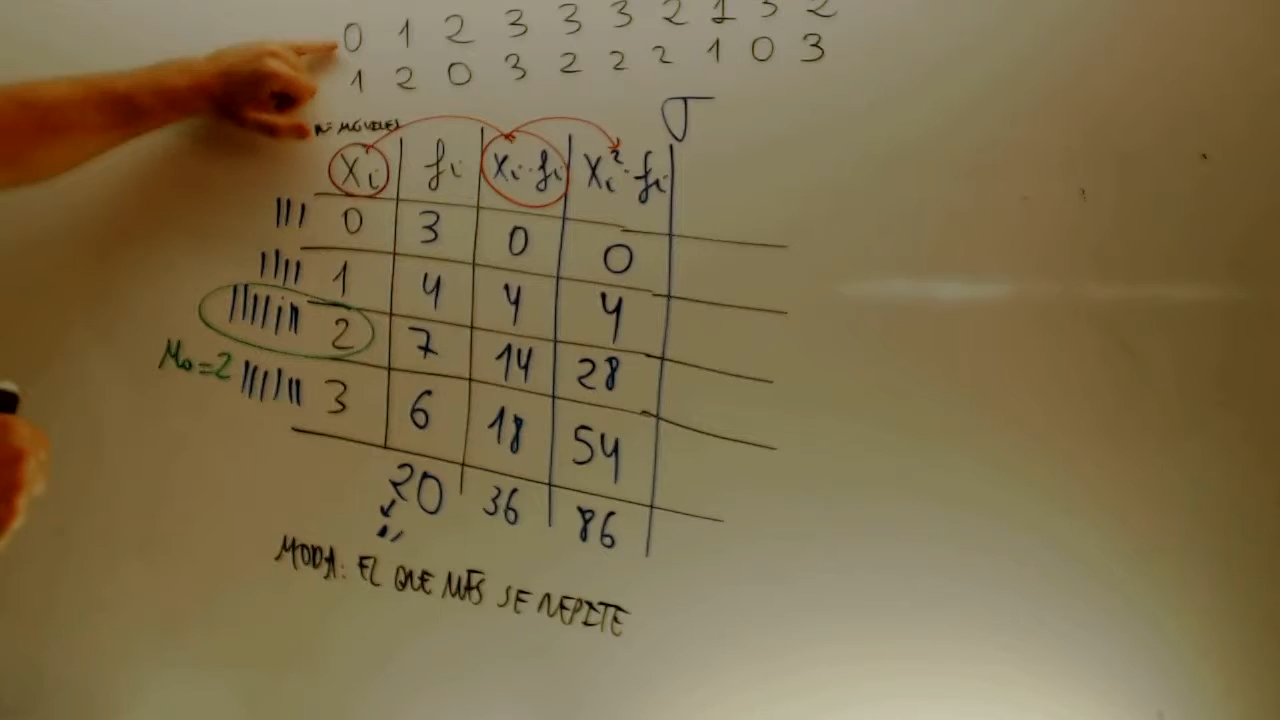 0 1 2 3 3 3 2 1 3 2
1 2 0 3 2 2 2 1 0 3
Nº MÓVILES
σ
Xi fi Xi·fi Xi²·fi
0 3 0 0
1 4 4 4
2 7 14 28
Mo=2
3 6 18 54
20 36 86
N
MODA: EL QUE MÁS SE REPITE